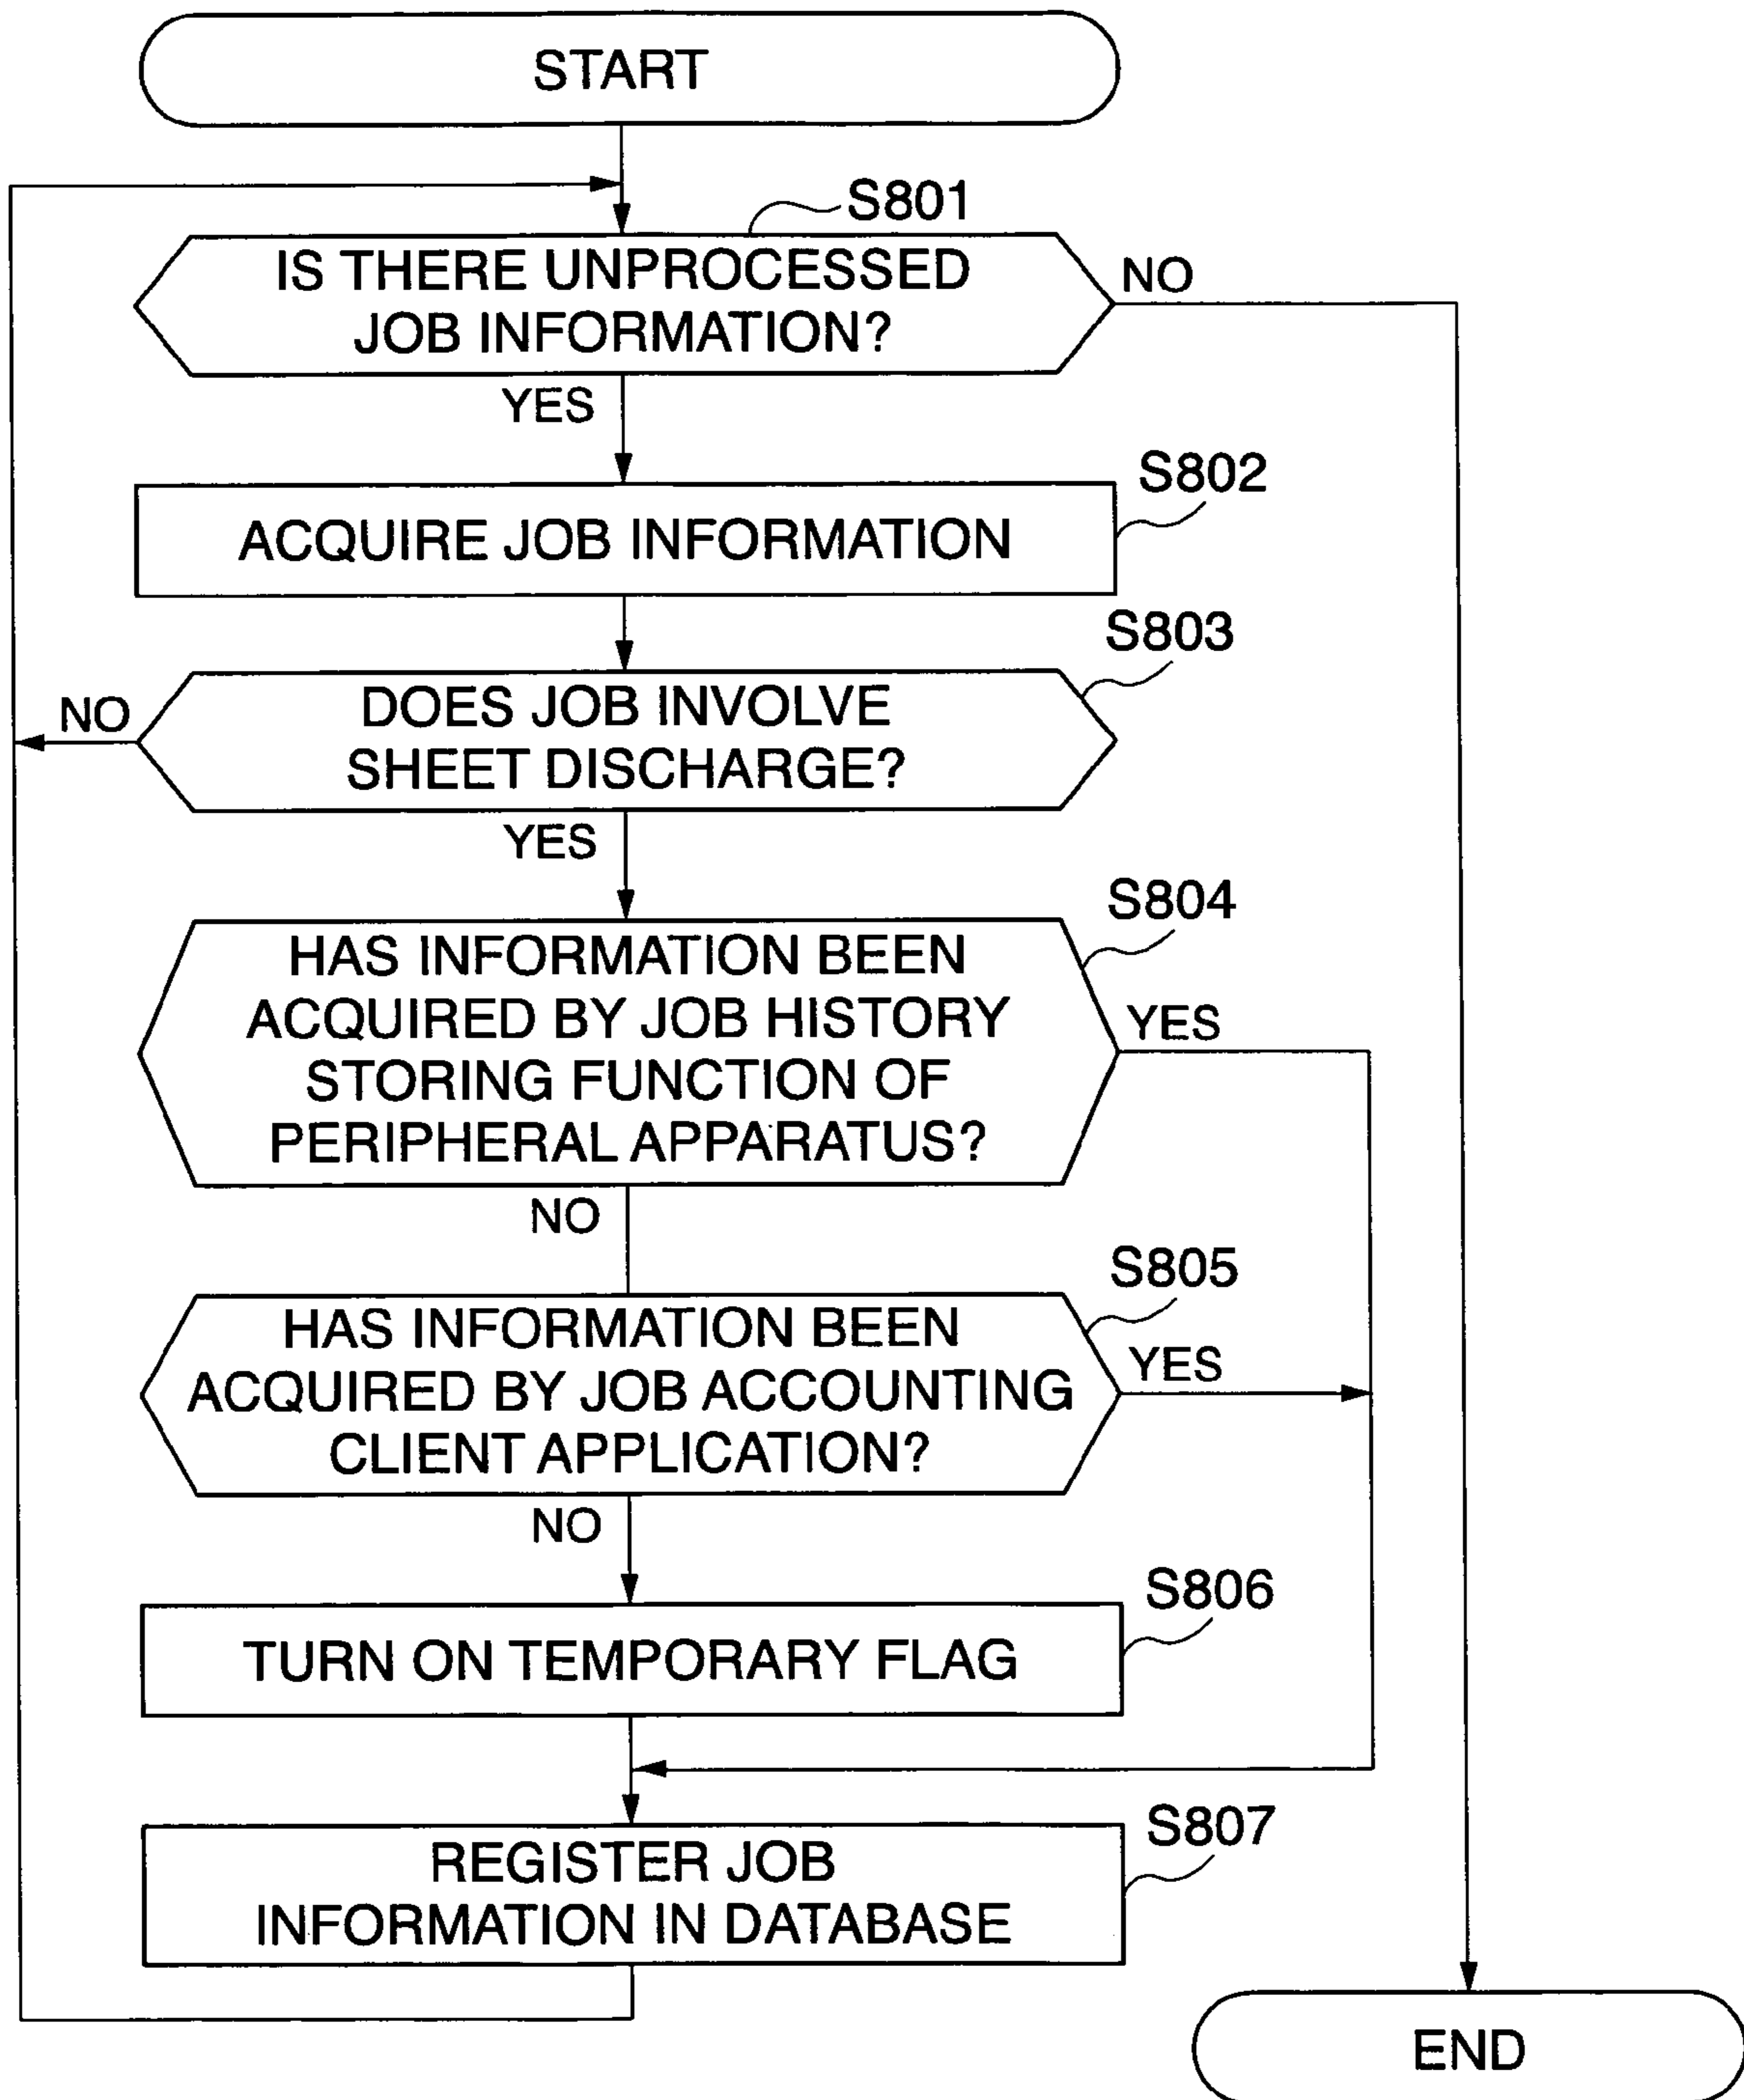 START
S801
IS THERE UNPROCESSED
JOB INFORMATION?
NO
YES
S802
ACQUIRE JOB INFORMATION
S803
DOES JOB INVOLVE
SHEET DISCHARGE?
NO
YES
S804
HAS INFORMATION BEEN
ACQUIRED BY JOB HISTORY
STORING FUNCTION OF
PERIPHERAL APPARATUS?
YES
NO
S805
HAS INFORMATION BEEN
ACQUIRED BY JOB ACCOUNTING
CLIENT APPLICATION?
YES
NO
S806
TURN ON TEMPORARY FLAG
S807
REGISTER JOB
INFORMATION IN DATABASE
END